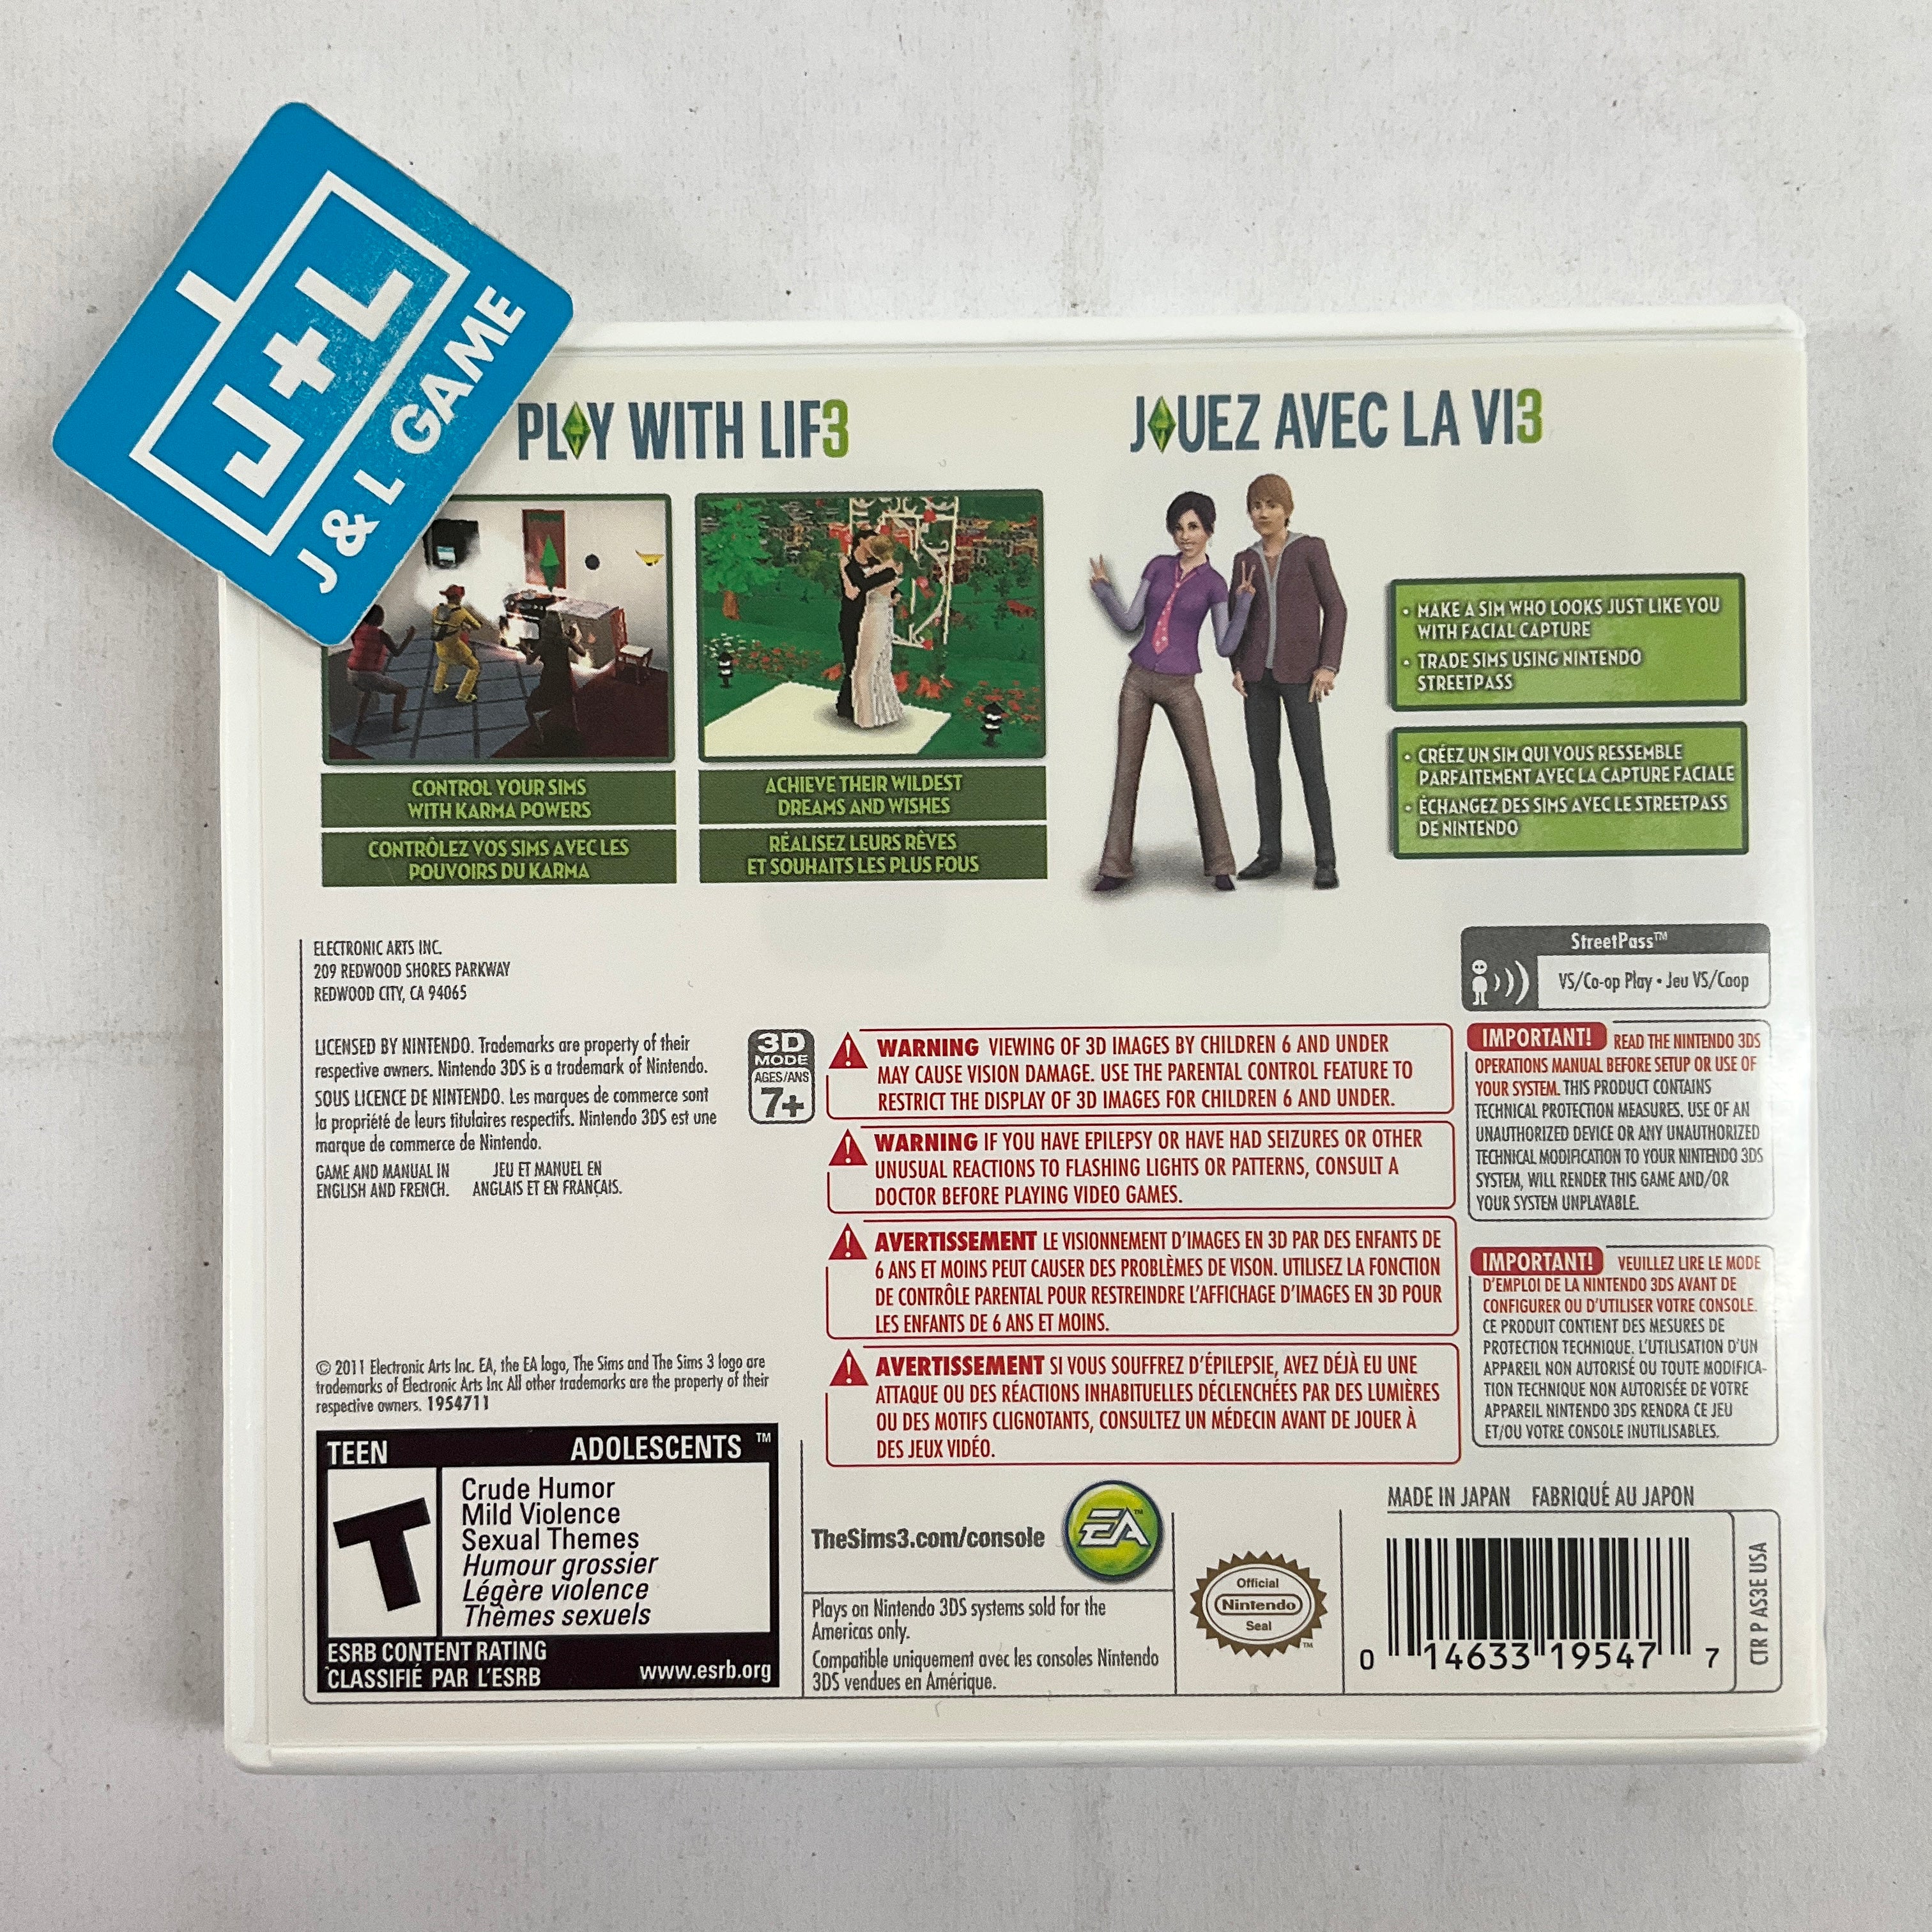 J+L
J & L GAME
PLAY WITH LIF3
JOUEZ AVEC LA VI3
CONTROL YOUR SIMS
WITH KARMA POWERS
CONTRÔLEZ VOS SIMS AVEC LES
POUVOIRS DU KARMA
ACHIEVE THEIR WILDEST
DREAMS AND WISHES
RÉALISEZ LEURS RÊVES
ET SOUHAITS LES PLUS FOUS
• MAKE A SIM WHO LOOKS JUST LIKE YOU
WITH FACIAL CAPTURE
• TRADE SIMS USING NINTENDO
STREETPASS
• CRÉEZ UN SIM QUI VOUS RESSEMBLE
PARFAITEMENT AVEC LA CAPTURE FACIALE
• ÉCHANGEZ DES SIMS AVEC LE STREETPASS
DE NINTENDO
ELECTRONIC ARTS INC.
209 REDWOOD SHORES PARKWAY
REDWOOD CITY, CA 94065
StreetPass™
VS/Co-op Play • Jeu VS/Coop
LICENSED BY NINTENDO. Trademarks are property of their
respective owners. Nintendo 3DS is a trademark of Nintendo.
SOUS LICENCE DE NINTENDO. Les marques de commerce sont
la propriété de leurs titulaires respectifs. Nintendo 3DS est une
marque de commerce de Nintendo.
GAME AND MANUAL IN
ENGLISH AND FRENCH.
JEU ET MANUEL EN
ANGLAIS ET EN FRANÇAIS.
3D
MODE
AGES/ANS
7+
WARNING VIEWING OF 3D IMAGES BY CHILDREN 6 AND UNDER
MAY CAUSE VISION DAMAGE. USE THE PARENTAL CONTROL FEATURE TO
RESTRICT THE DISPLAY OF 3D IMAGES FOR CHILDREN 6 AND UNDER.
WARNING IF YOU HAVE EPILEPSY OR HAVE HAD SEIZURES OR OTHER
UNUSUAL REACTIONS TO FLASHING LIGHTS OR PATTERNS, CONSULT A
DOCTOR BEFORE PLAYING VIDEO GAMES.
AVERTISSEMENT LE VISIONNEMENT D'IMAGES EN 3D PAR DES ENFANTS DE
6 ANS ET MOINS PEUT CAUSER DES PROBLÈMES DE VISON. UTILISEZ LA FONCTION
DE CONTRÔLE PARENTAL POUR RESTREINDRE L'AFFICHAGE D'IMAGES EN 3D POUR
LES ENFANTS DE 6 ANS ET MOINS.
AVERTISSEMENT SI VOUS SOUFFREZ D'ÉPILEPSIE, AVEZ DÉJÀ EU UNE
ATTAQUE OU DES RÉACTIONS INHABITUELLES DÉCLENCHÉES PAR DES LUMIÈRES
OU DES MOTIFS CLIGNOTANTS, CONSULTEZ UN MÉDECIN AVANT DE JOUER À
DES JEUX VIDÉO.
IMPORTANT! READ THE NINTENDO 3DS
OPERATIONS MANUAL BEFORE SETUP OR USE OF
YOUR SYSTEM. THIS PRODUCT CONTAINS
TECHNICAL PROTECTION MEASURES. USE OF AN
UNAUTHORIZED DEVICE OR ANY UNAUTHORIZED
TECHNICAL MODIFICATION TO YOUR NINTENDO 3DS
SYSTEM, WILL RENDER THIS GAME AND/OR
YOUR SYSTEM UNPLAYABLE.
IMPORTANT! VEUILLEZ LIRE LE MODE
D'EMPLOI DE LA NINTENDO 3DS AVANT DE
CONFIGURER OU D'UTILISER VOTRE CONSOLE.
CE PRODUIT CONTIENT DES MESURES DE
PROTECTION TECHNIQUE. L'UTILISATION D'UN
APPAREIL NON AUTORISÉ OU TOUTE MODIFICA-
TION TECHNIQUE NON AUTORISÉE DE VOTRE
APPAREIL NINTENDO 3DS RENDRA CE JEU
ET/OU VOTRE CONSOLE INUTILISABLES.
© 2011 Electronic Arts Inc. EA, the EA logo, The Sims and The Sims 3 logo are
trademarks of Electronic Arts Inc All other trademarks are the property of their
respective owners. 1954711
TEEN ADOLESCENTS ™
T
Crude Humor
Mild Violence
Sexual Themes
Humour grossier
Légère violence
Thèmes sexuels
ESRB CONTENT RATING
CLASSIFIÉ PAR L'ESRB
www.esrb.org
TheSims3.com/console
EA™
Plays on Nintendo 3DS systems sold for the
Americas only.
Compatible uniquement avec les consoles Nintendo
3DS vendues en Amérique.
Official
Nintendo
Seal
™
MADE IN JAPAN FABRIQUÉ AU JAPON
0 14633 19547 7
CTR P AS3E USA